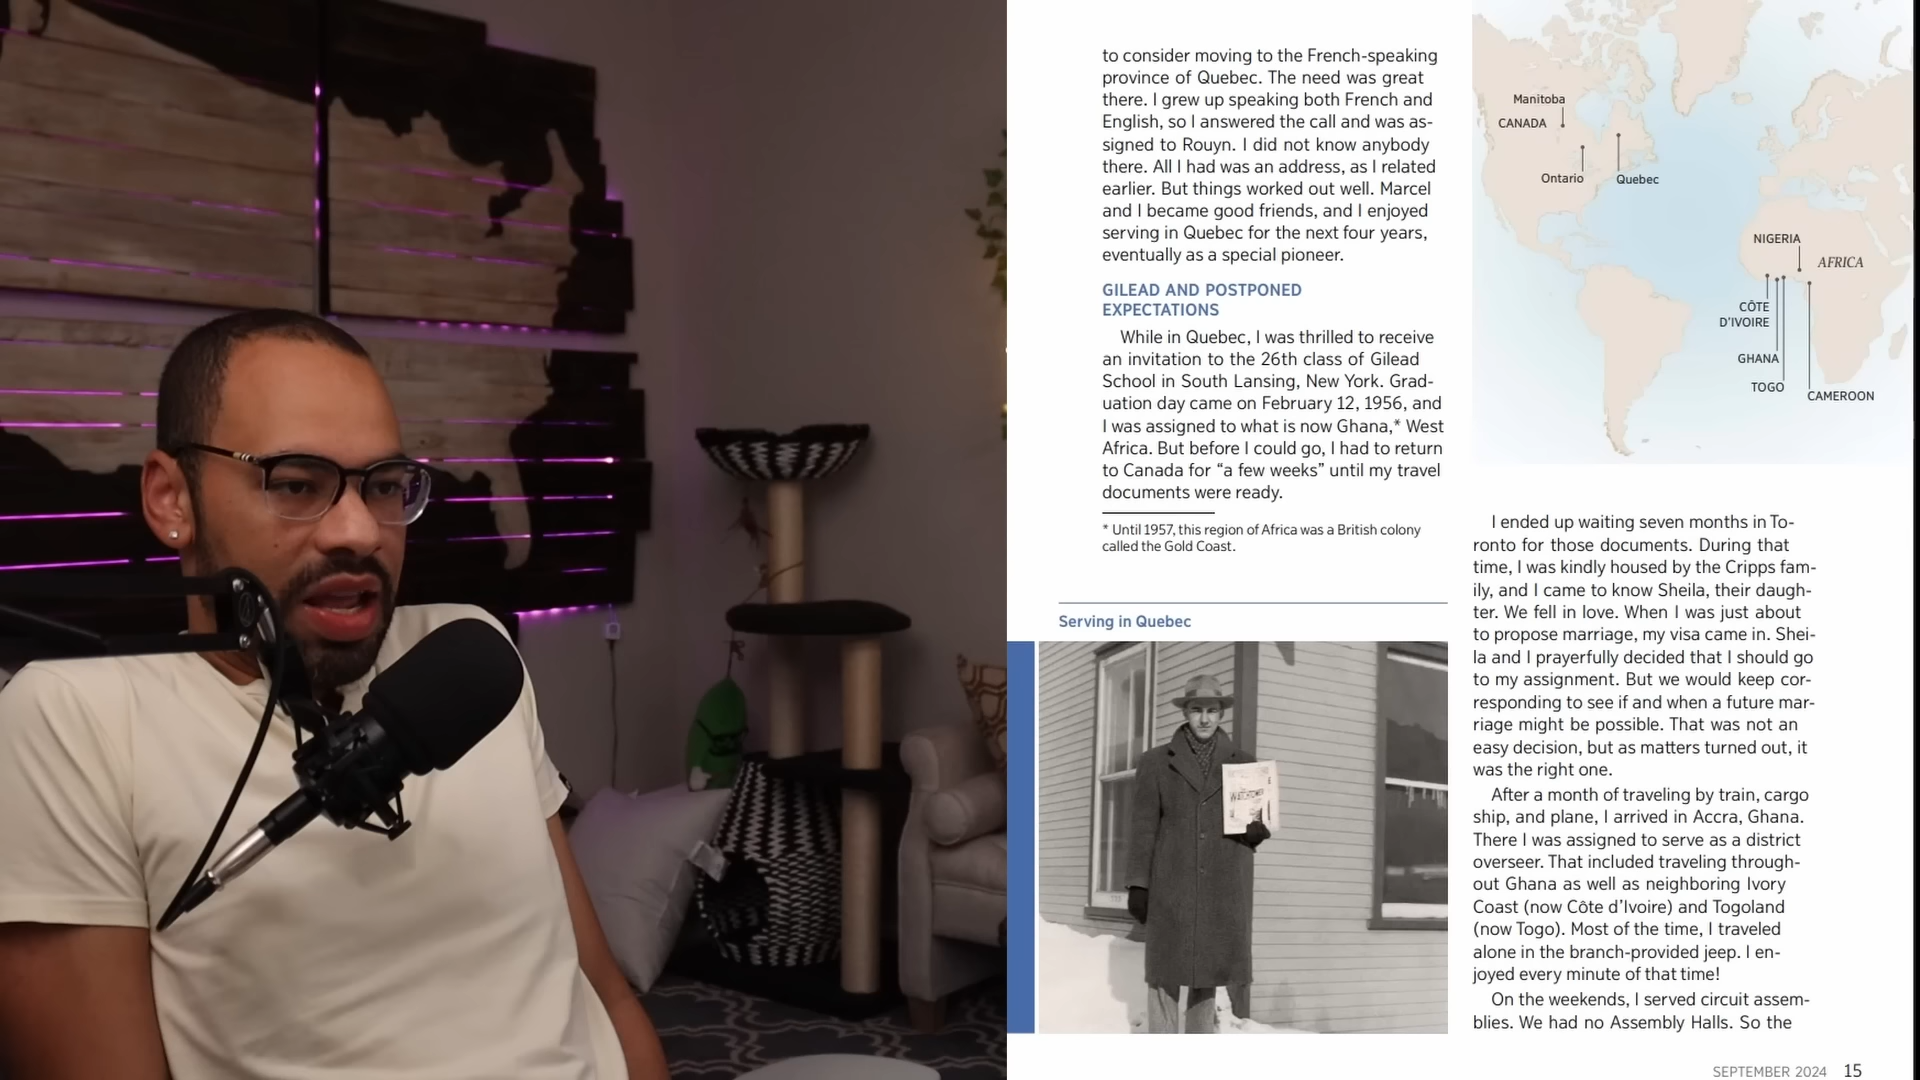 to consider moving to the French-speaking
province of Quebec. The need was great
there. I grew up speaking both French and
English, so I answered the call and was as-
signed to Rouyn. I did not know anybody
there. All I had was an address, as I related
earlier. But things worked out well. Marcel
and I became good friends, and I enjoyed
serving in Quebec for the next four years,
eventually as a special pioneer.
GILEAD AND POSTPONED
EXPECTATIONS
While in Quebec, I was thrilled to receive
an invitation to the 26th class of Gilead
School in South Lansing, New York. Grad-
uation day came on February 12, 1956, and
I was assigned to what is now Ghana,* West
Africa. But before I could go, I had to return
to Canada for “a few weeks” until my travel
documents were ready.
* Until 1957, this region of Africa was a British colony
called the Gold Coast.
Serving in Quebec
WATCHTOWER
Manitoba
CANADA
Ontario
Quebec
NIGERIA
AFRICA
CÔTE
D’IVOIRE
GHANA
TOGO
CAMEROON
I ended up waiting seven months in To-
ronto for those documents. During that
time, I was kindly housed by the Cripps fam-
ily, and I came to know Sheila, their daugh-
ter. We fell in love. When I was just about
to propose marriage, my visa came in. Shei-
la and I prayerfully decided that I should go
to my assignment. But we would keep cor-
responding to see if and when a future mar-
riage might be possible. That was not an
easy decision, but as matters turned out, it
was the right one.
After a month of traveling by train, cargo
ship, and plane, I arrived in Accra, Ghana.
There I was assigned to serve as a district
overseer. That included traveling through-
out Ghana as well as neighboring Ivory
Coast (now Côte d’Ivoire) and Togoland
(now Togo). Most of the time, I traveled
alone in the branch-provided jeep. I en-
joyed every minute of that time!
On the weekends, I served circuit assem-
blies. We had no Assembly Halls. So the
SEPTEMBER 2024 15